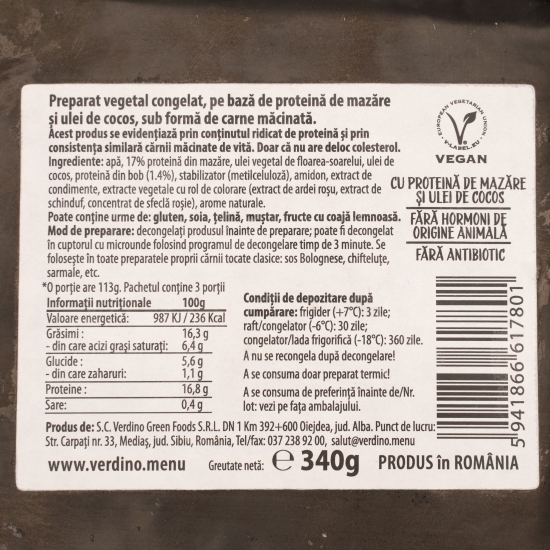 Preparat vegetal congelat, pe bază de proteină de mazăre
și ulei de cocos, sub formă de carne măcinată.
Acest produs se evidențiază prin conținutul ridicat de proteină și prin
consistența similară cărnii măcinate de vită. Doar că nu are deloc colesterol.
Ingrediente: apă, 17% proteină din mazăre, ulei vegetal de floarea-soarelui, ulei de
cocos, proteină din bob (1.4%), stabilizator (metilceluloză), amidon, extract de
condimente, extracte vegetale cu rol de colorare (extract de ardei roșu, extract de
schinduf, concentrat de sfeclă roșie), arome naturale.
Poate conține urme de: gluten, soia, țelină, muștar, fructe cu coajă lemnoasă.
Mod de preparare: decongelați produsul înainte de preparare; poate fi decongelat
în cuptorul cu microunde folosind programul de decongelare timp de 3 minute. Se
folosește în toate preparatele proprii cărnii tocate clasice: sos Bolognese, chifteluțe,
sarmale, etc.
*O porție are 113g. Pachetul conține 3 porții
Informații nutriționale 100g
Valoare energetică: 987 KJ / 236 Kcal
Grăsimi : 16,3 g
- din care acizi grași saturați: 6,4 g
Glucide : 5,6 g
- din care zaharuri: 1,1 g
Proteine : 16,8 g
Sare: 0,4 g
Condiții de depozitare după
cumpărare: frigider (+7°C): 3 zile;
raft/congelator (-6°C): 30 zile;
congelator/lada frigorifică (-18°C): 360 zile.
A nu se recongela după decongelare!
A se consuma doar preparat termic!
A se consuma de preferință înainte de/Nr.
lot: vezi pe fața ambalajului.
EUROPEAN VEGETARIAN UNION
V-LABEL.EU
VEGAN
CU PROTEINĂ DE MAZĂRE
ȘI ULEI DE COCOS
FĂRĂ HORMONI DE
ORIGINE ANIMALĂ
FĂRĂ ANTIBIOTIC
5 941866 617801
Produs de: S.C. Verdino Green Foods S.R.L. DN 1 Km 392+600 Oiejdea, jud. Alba. Punct de lucru:
Str. Carpați nr. 33, Mediaș, jud. Sibiu, România, Tel/fax: 037 238 92 00, salut@verdino.menu
www.verdino.menu Greutate netă: ℮ 340g PRODUS în ROMÂNIA